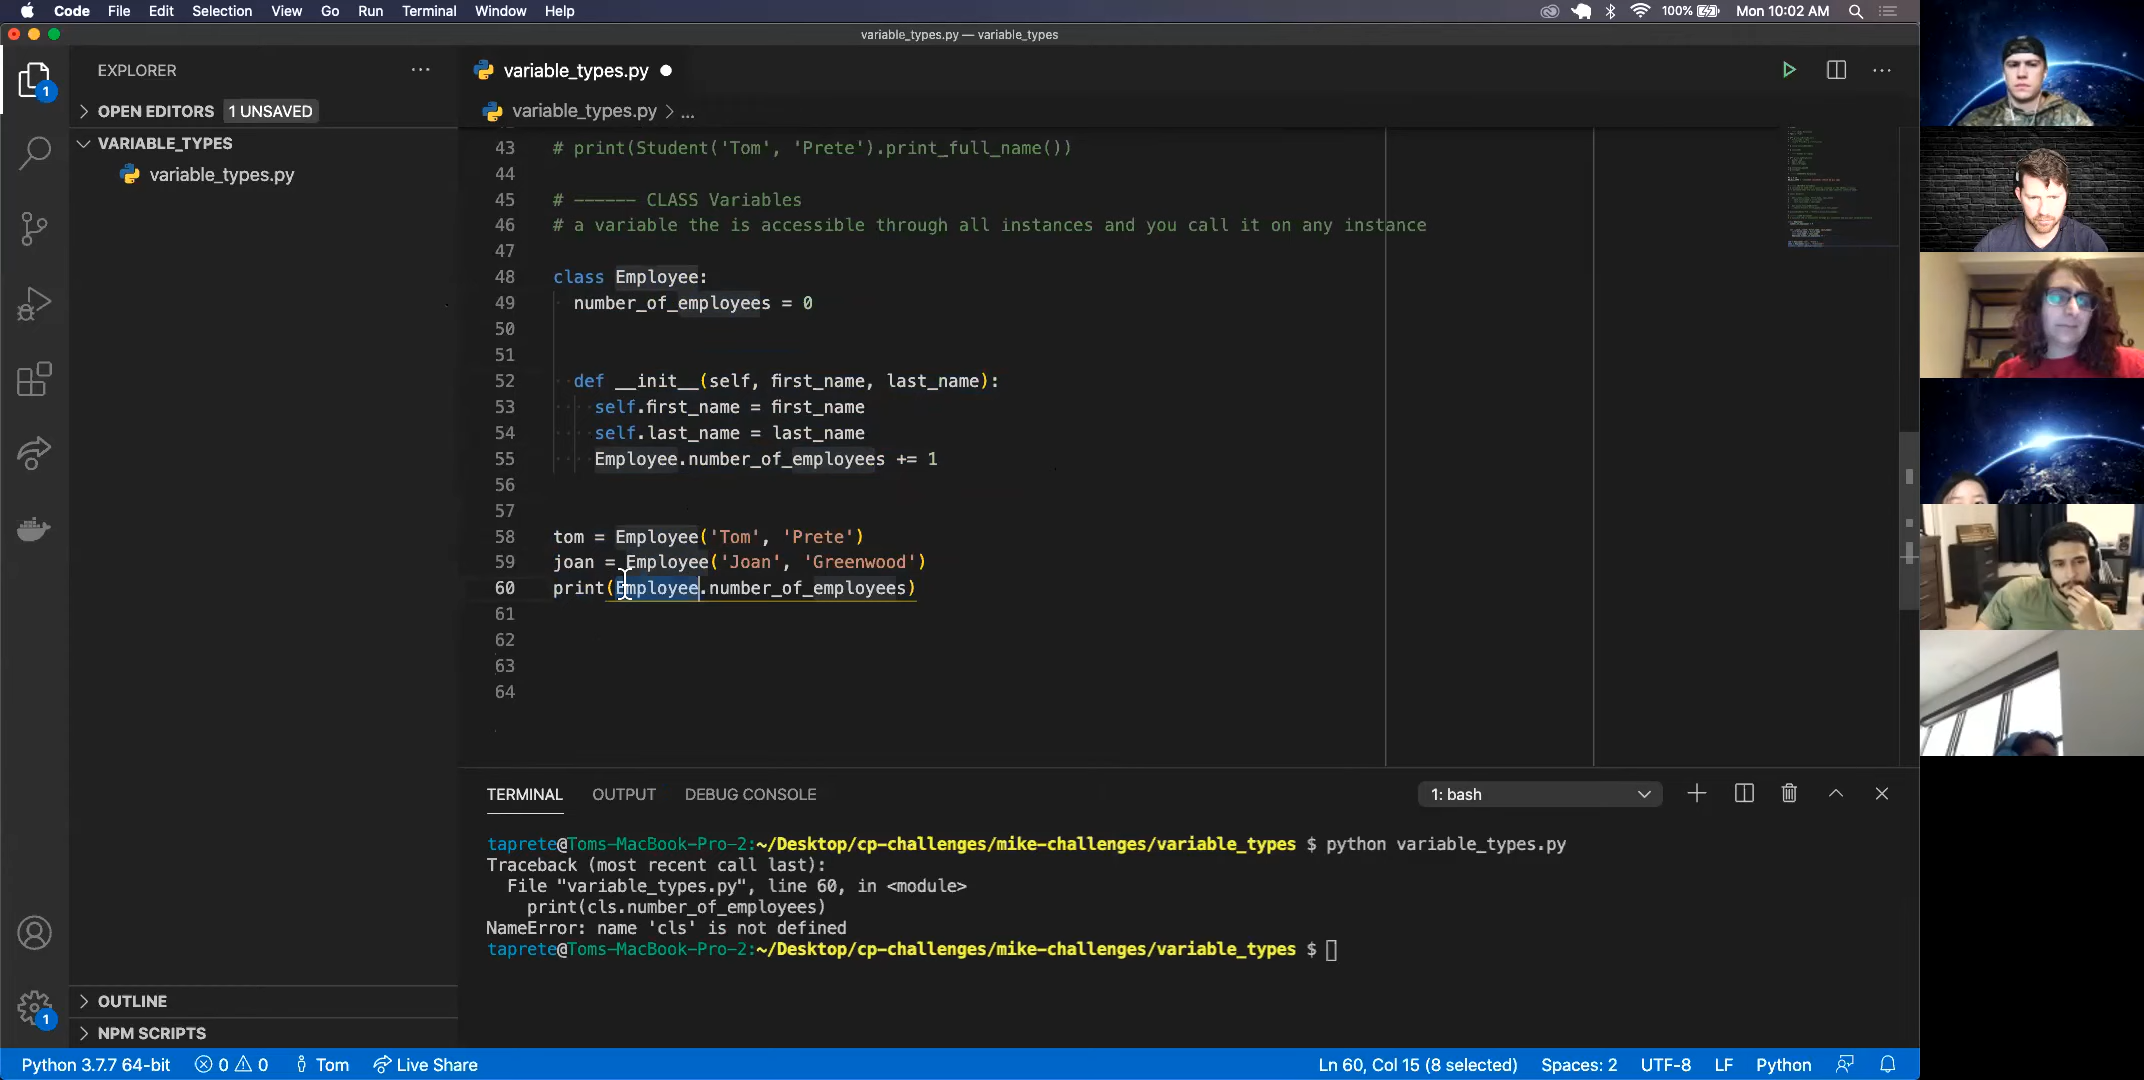 Code File Edit Selection View Go Run Terminal Window Help 100% Mon 10:02 AM
variable_types.py — variable_types
EXPLORER
OPEN EDITORS 1 UNSAVED
VARIABLE_TYPES
variable_types.py
1
variable_types.py
variable_types.py > ...
43 # print(Student('Tom', 'Prete').print_full_name())
44
45 # ------ CLASS Variables
46 # a variable the is accessible through all instances and you call it on any instance
47
48 class Employee:
49 number_of_employees = 0
50
51
52 def __init__(self, first_name, last_name):
53 self.first_name = first_name
54 self.last_name = last_name
55 Employee.number_of_employees += 1
56
57
58 tom = Employee('Tom', 'Prete')
59 joan = Employee('Joan', 'Greenwood')
60 print(Employee.number_of_employees)
61
62
63
64
TERMINAL OUTPUT DEBUG CONSOLE 1: bash
taprete@Toms-MacBook-Pro-2:~/Desktop/cp-challenges/mike-challenges/variable_types $ python variable_types.py
Traceback (most recent call last):
File "variable_types.py", line 60, in <module>
print(cls.number_of_employees)
NameError: name 'cls' is not defined
taprete@Toms-MacBook-Pro-2:~/Desktop/cp-challenges/mike-challenges/variable_types $
OUTLINE
NPM SCRIPTS
1
Python 3.7.7 64-bit 0 0 Tom Live Share Ln 60, Col 15 (8 selected) Spaces: 2 UTF-8 LF Python